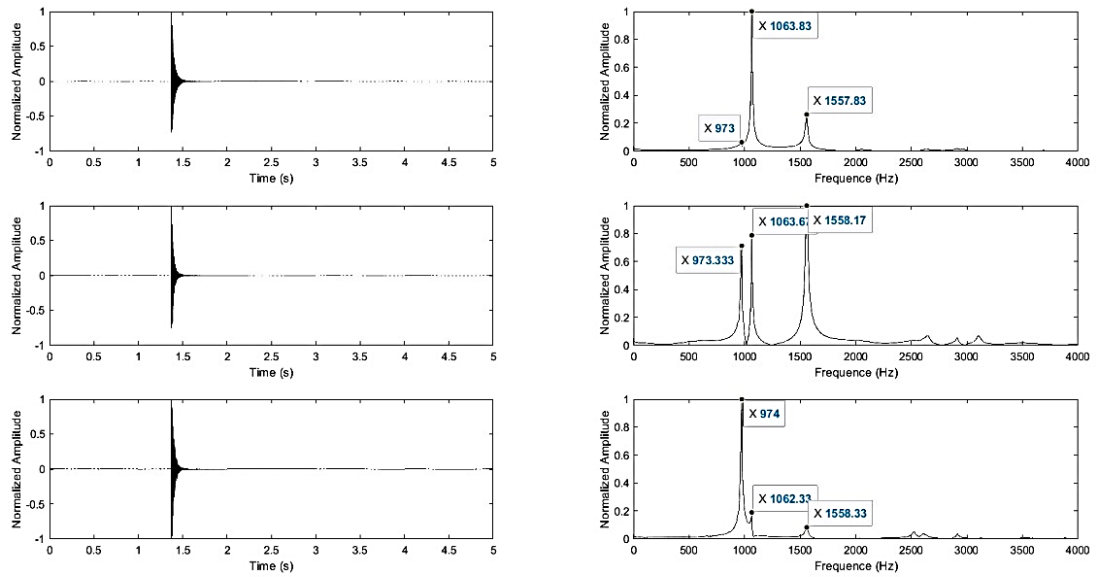 Normalized Amplitude
1
0.5
0
-0.5
-1
0 0.5 1 1.5 2 2.5 3 3.5 4 4.5 5
Time (s)
Normalized Amplitude
1
0.8
0.6
0.4
0.2
0
X 1063.83
X 1557.83
X 973
0 500 1000 1500 2000 2500 3000 3500 4000
Frequence (Hz)
Normalized Amplitude
1
0.5
0
-0.5
-1
0 0.5 1 1.5 2 2.5 3 3.5 4 4.5 5
Time (s)
Normalized Amplitude
1
0.8
0.6
0.4
0.2
0
X 1063.67
X 1558.17
X 973.333
0 500 1000 1500 2000 2500 3000 3500 4000
Frequence (Hz)
Normalized Amplitude
1
0.5
0
-0.5
-1
0 0.5 1 1.5 2 2.5 3 3.5 4 4.5 5
Time (s)
Normalized Amplitude
1
0.8
0.6
0.4
0.2
0
X 974
X 1062.33
X 1558.33
0 500 1000 1500 2000 2500 3000 3500 4000
Frequence (Hz)